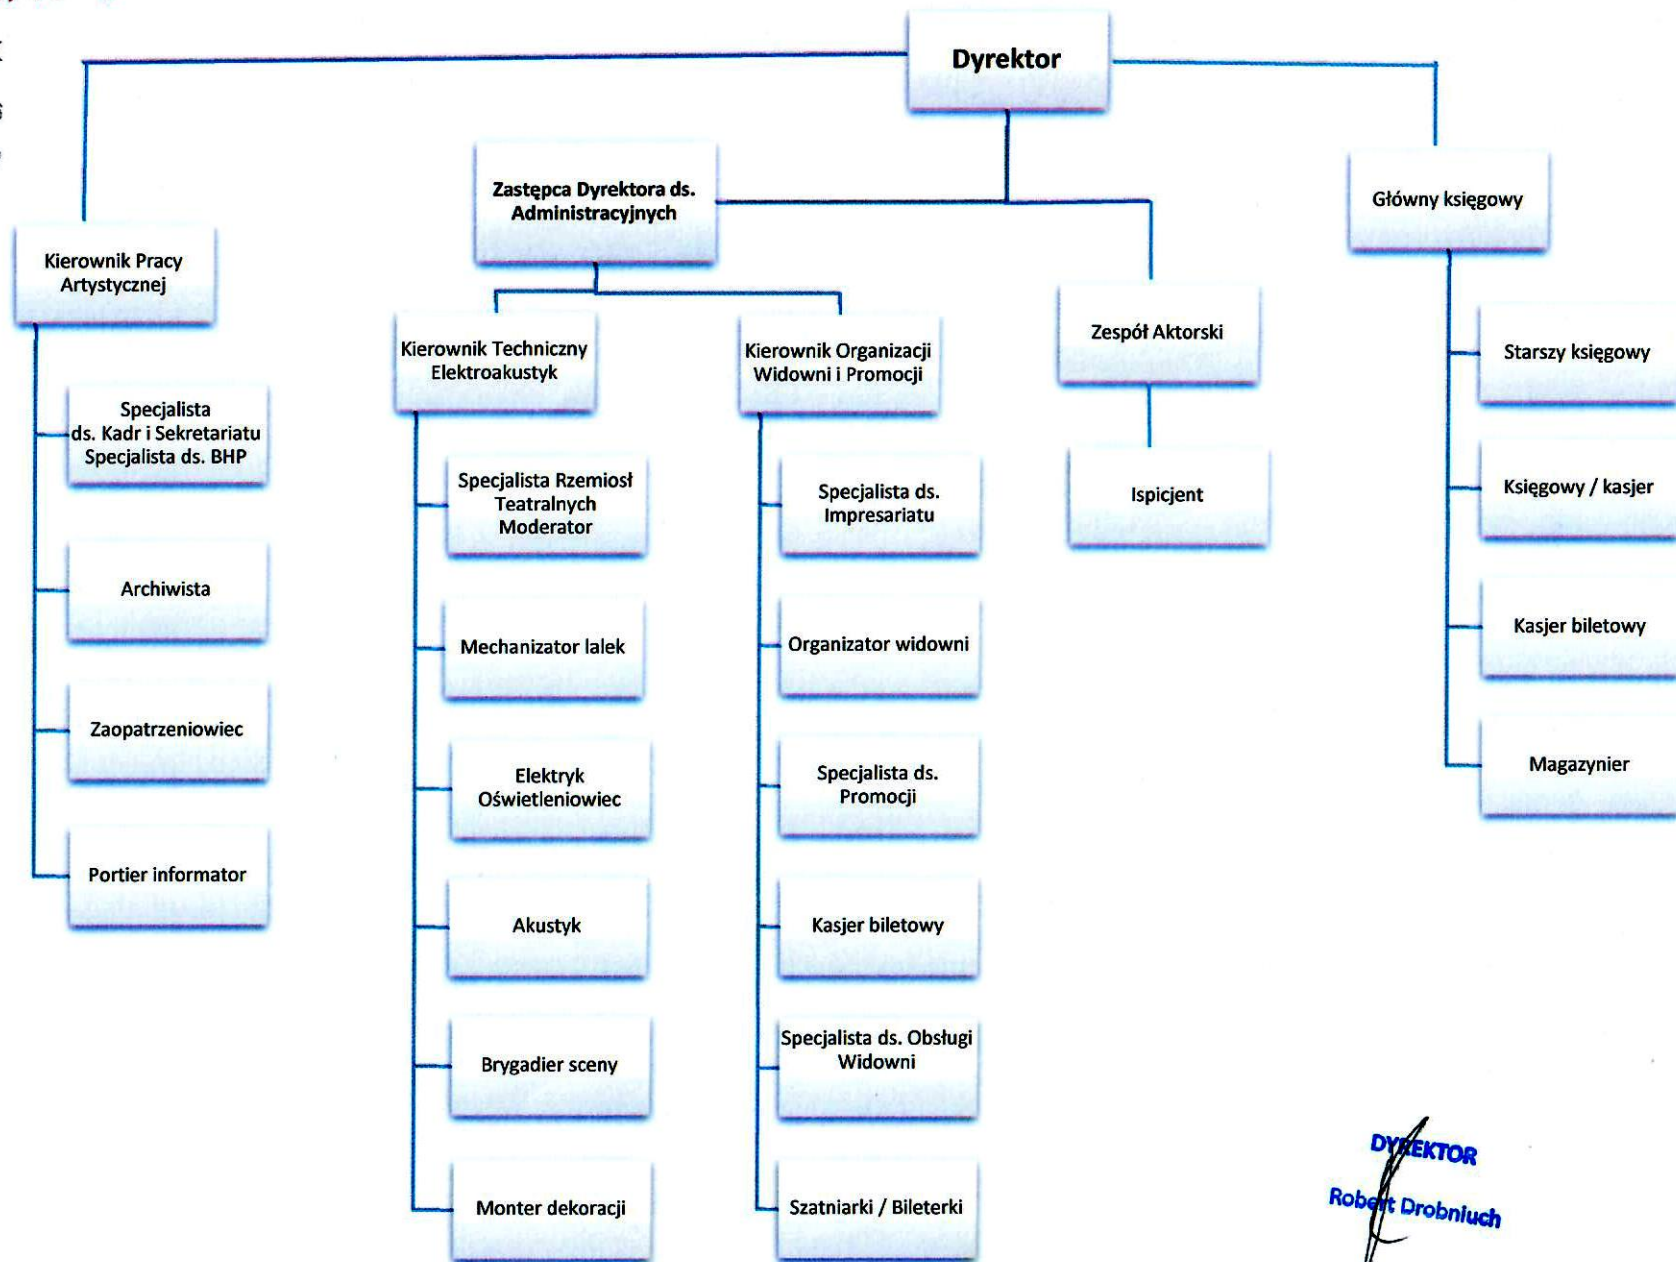 Dyrektor
Zastępca Dyrektora ds.
Administracyjnych
Główny księgowy
Kierownik Pracy
Artystycznej
Kierownik Techniczny
Elektroakustyk
Kierownik Organizacji
Widowni i Promocji
Zespół Aktorski
Ispicjent
Specjalista
ds. Kadr i Sekretariatu
Specjalista ds. BHP
Archiwista
Zaopatrzeniowiec
Portier informator
Specjalista Rzemiosł
Teatralnych
Moderator
Mechanizator lalek
Elektryk
Oświetleniowiec
Akustyk
Brygadier sceny
Monter dekoracji
Specjalista ds.
Impresariatu
Organizator widowni
Specjalista ds.
Promocji
Kasjer biletowy
Specjalista ds. Obsługi
Widowni
Szatniarki / Bileterki
Starszy księgowy
Księgowy / kasjer
Kasjer biletowy
Magazynier
DYREKTOR
Robert Drobniuch